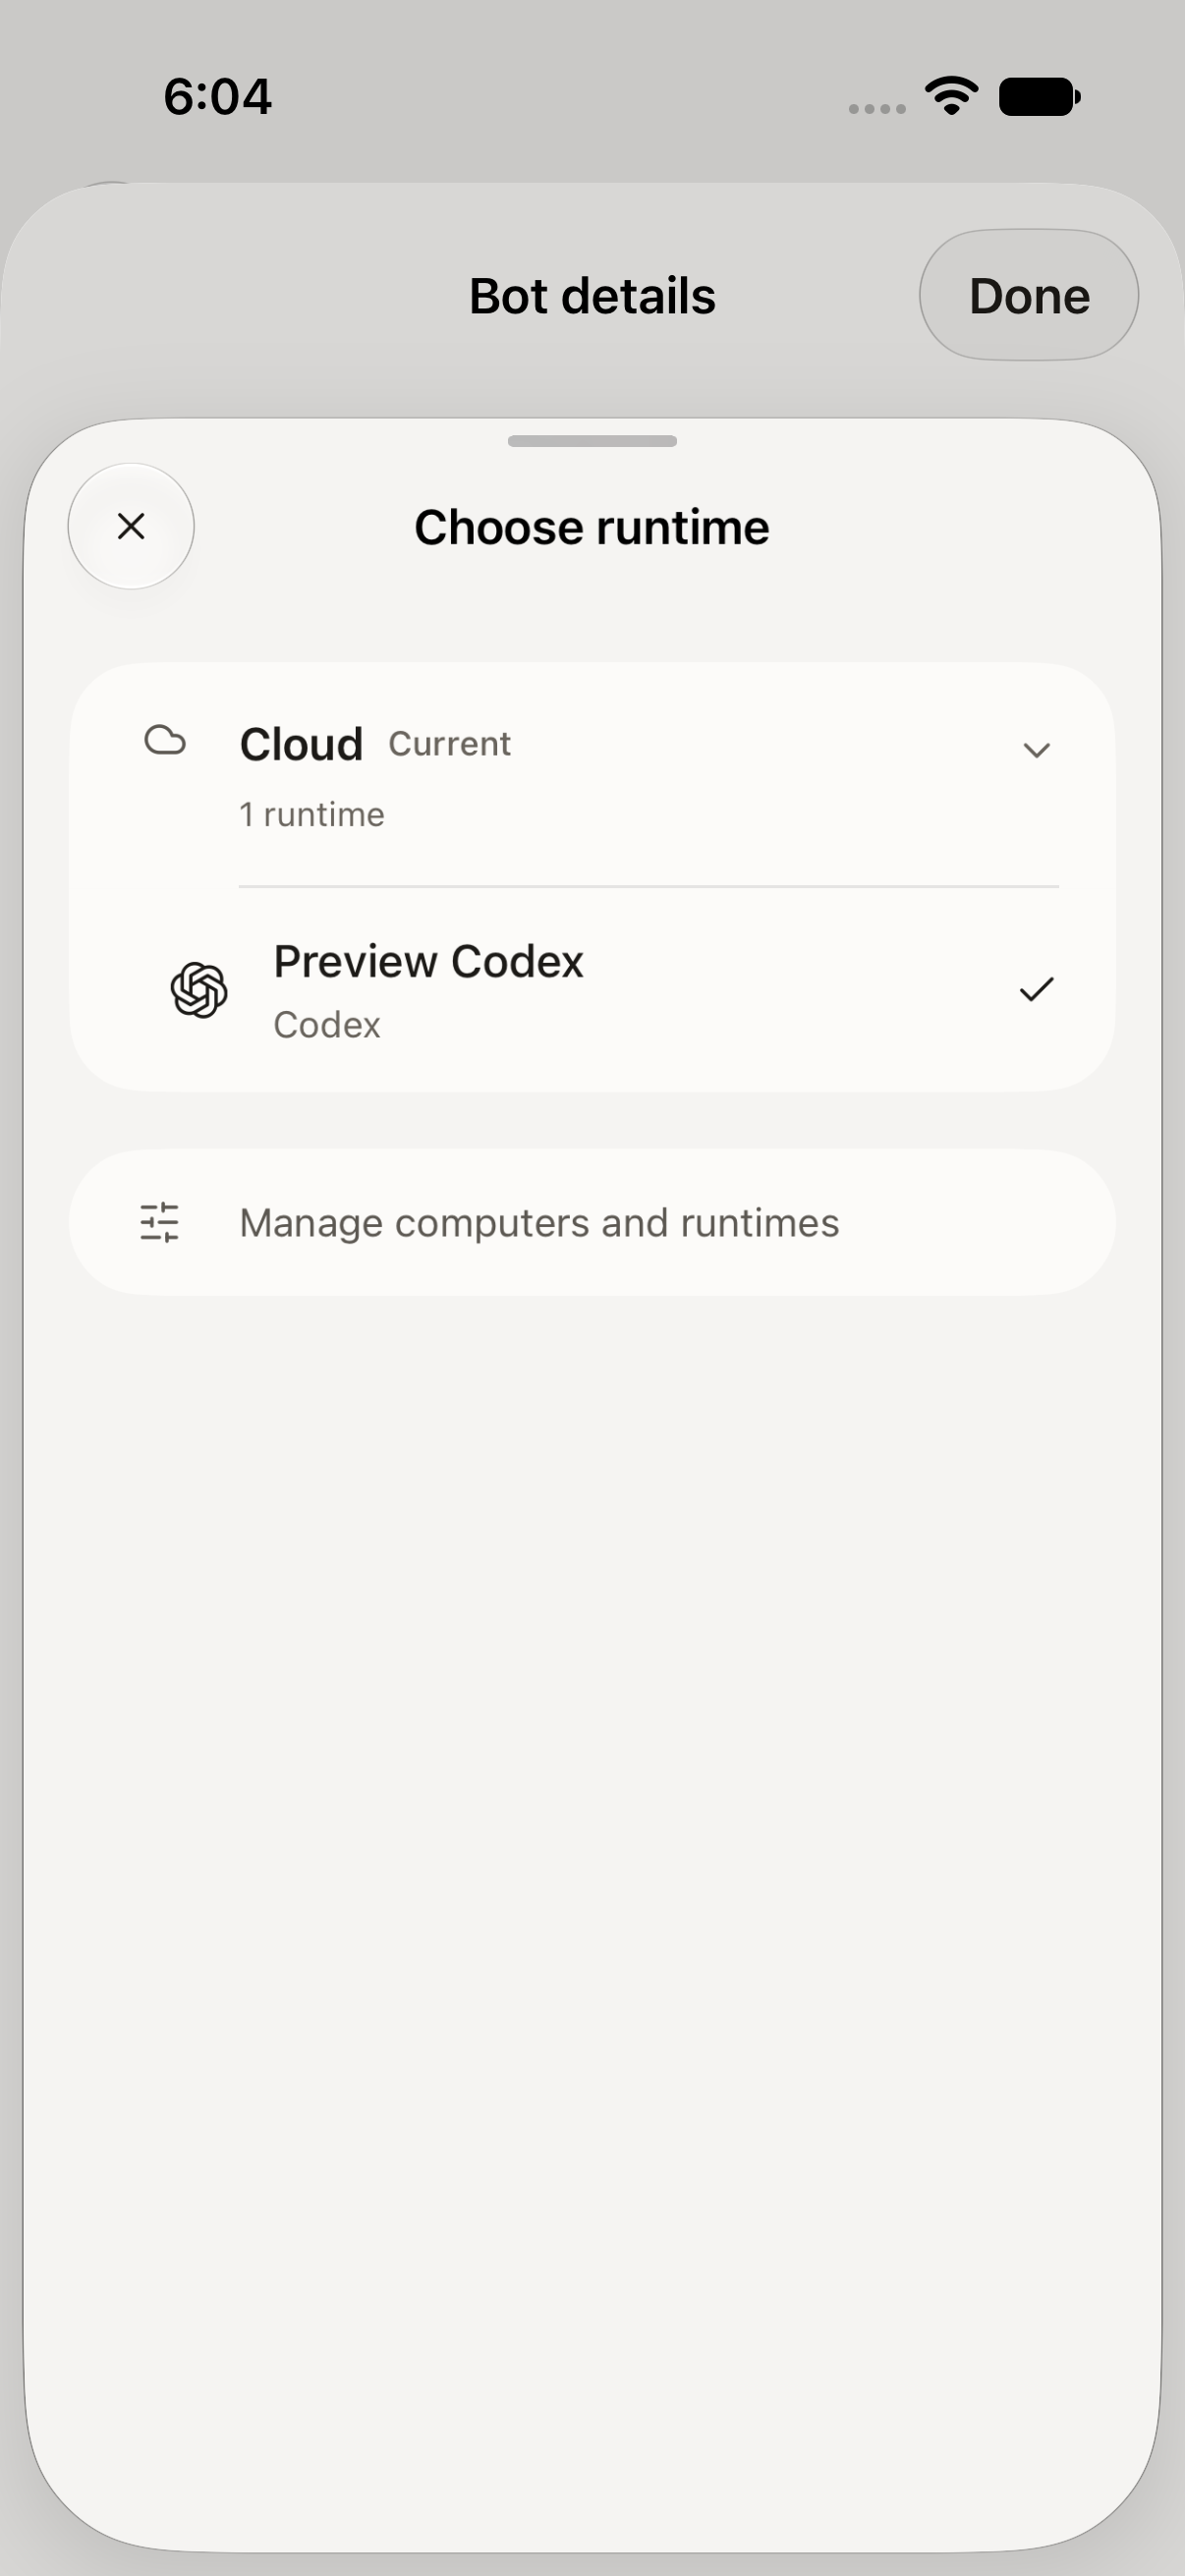 6:04
Bot details
Done
Choose runtime
Cloud Current
1 runtime
Preview Codex
Codex
Manage computers and runtimes